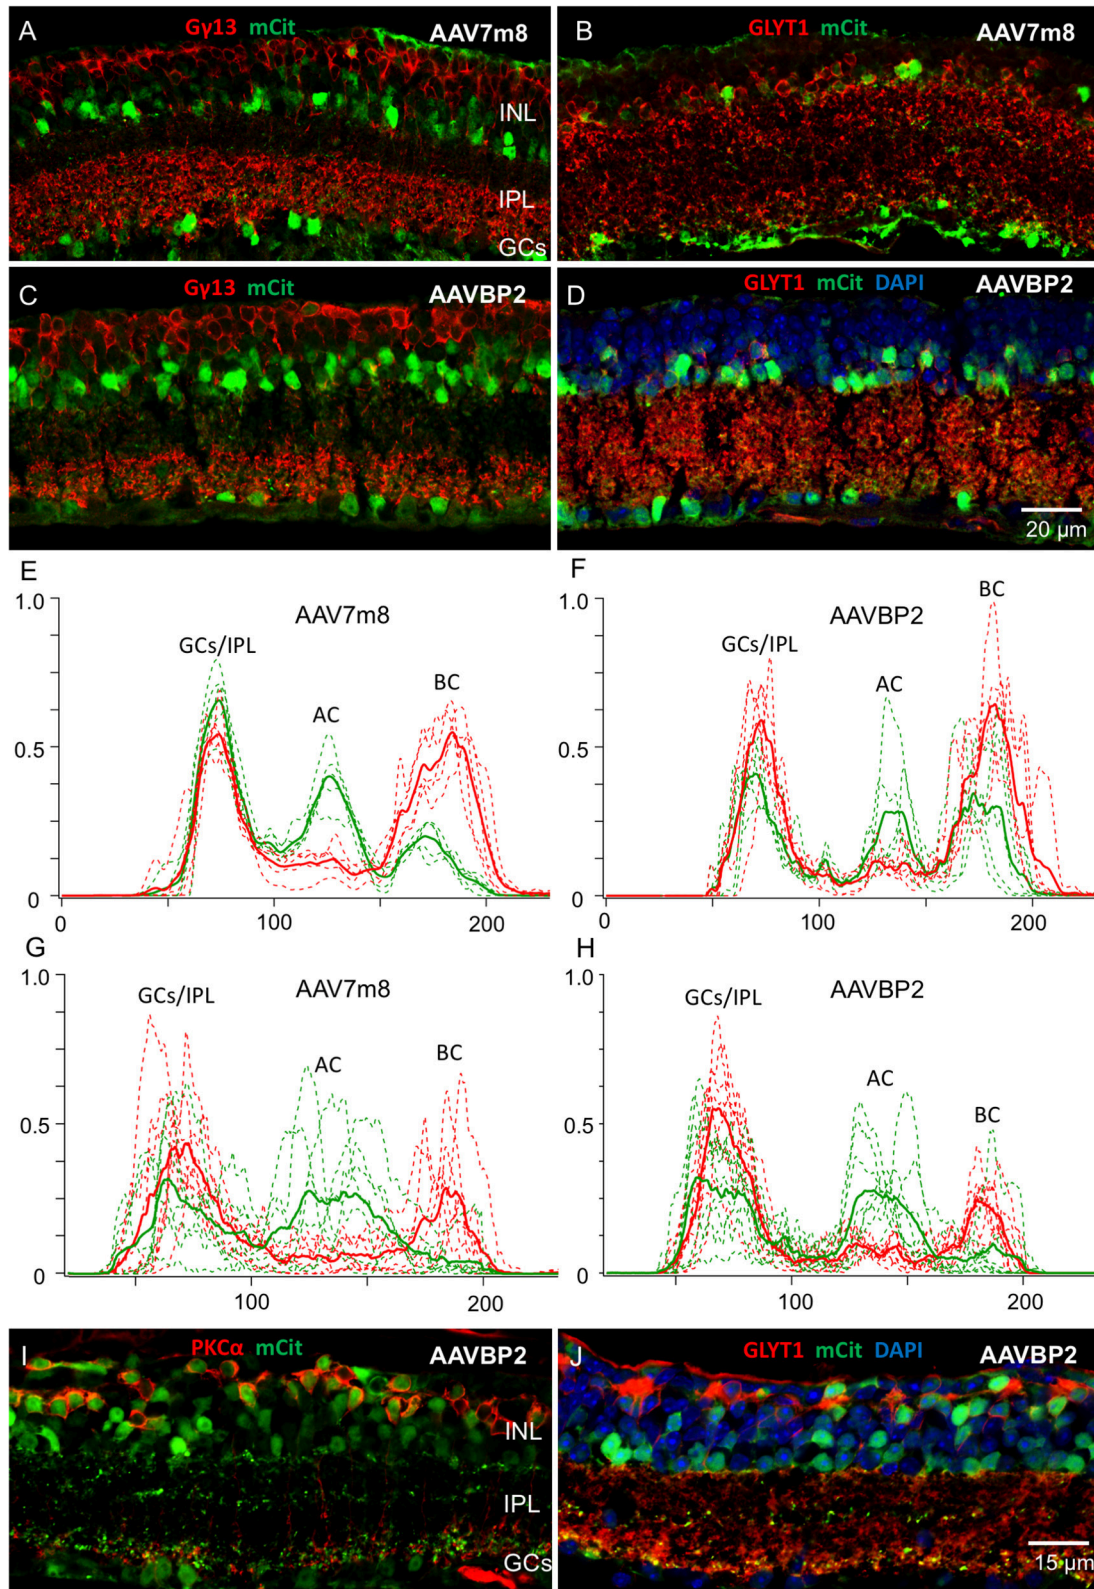 A Gγ13 mCit AAV7m8
INL
IPL
GCs
B GLYT1 mCit AAV7m8
C Gγ13 mCit AAVBP2
D GLYT1 mCit DAPI AAVBP2
20 µm
E
AAV7m8
1.0
0.5
0
GCs/IPL
AC
BC
0 100 200
F
AAVBP2
1.0
0.5
0
GCs/IPL
AC
BC
0 100 200
G
AAV7m8
1.0
0.5
0
GCs/IPL
AC
BC
100 200
H
AAVBP2
1.0
0.5
0
GCs/IPL
AC
BC
100 200
I PKCα mCit AAVBP2
INL
IPL
GCs
J GLYT1 mCit DAPI AAVBP2
15 µm